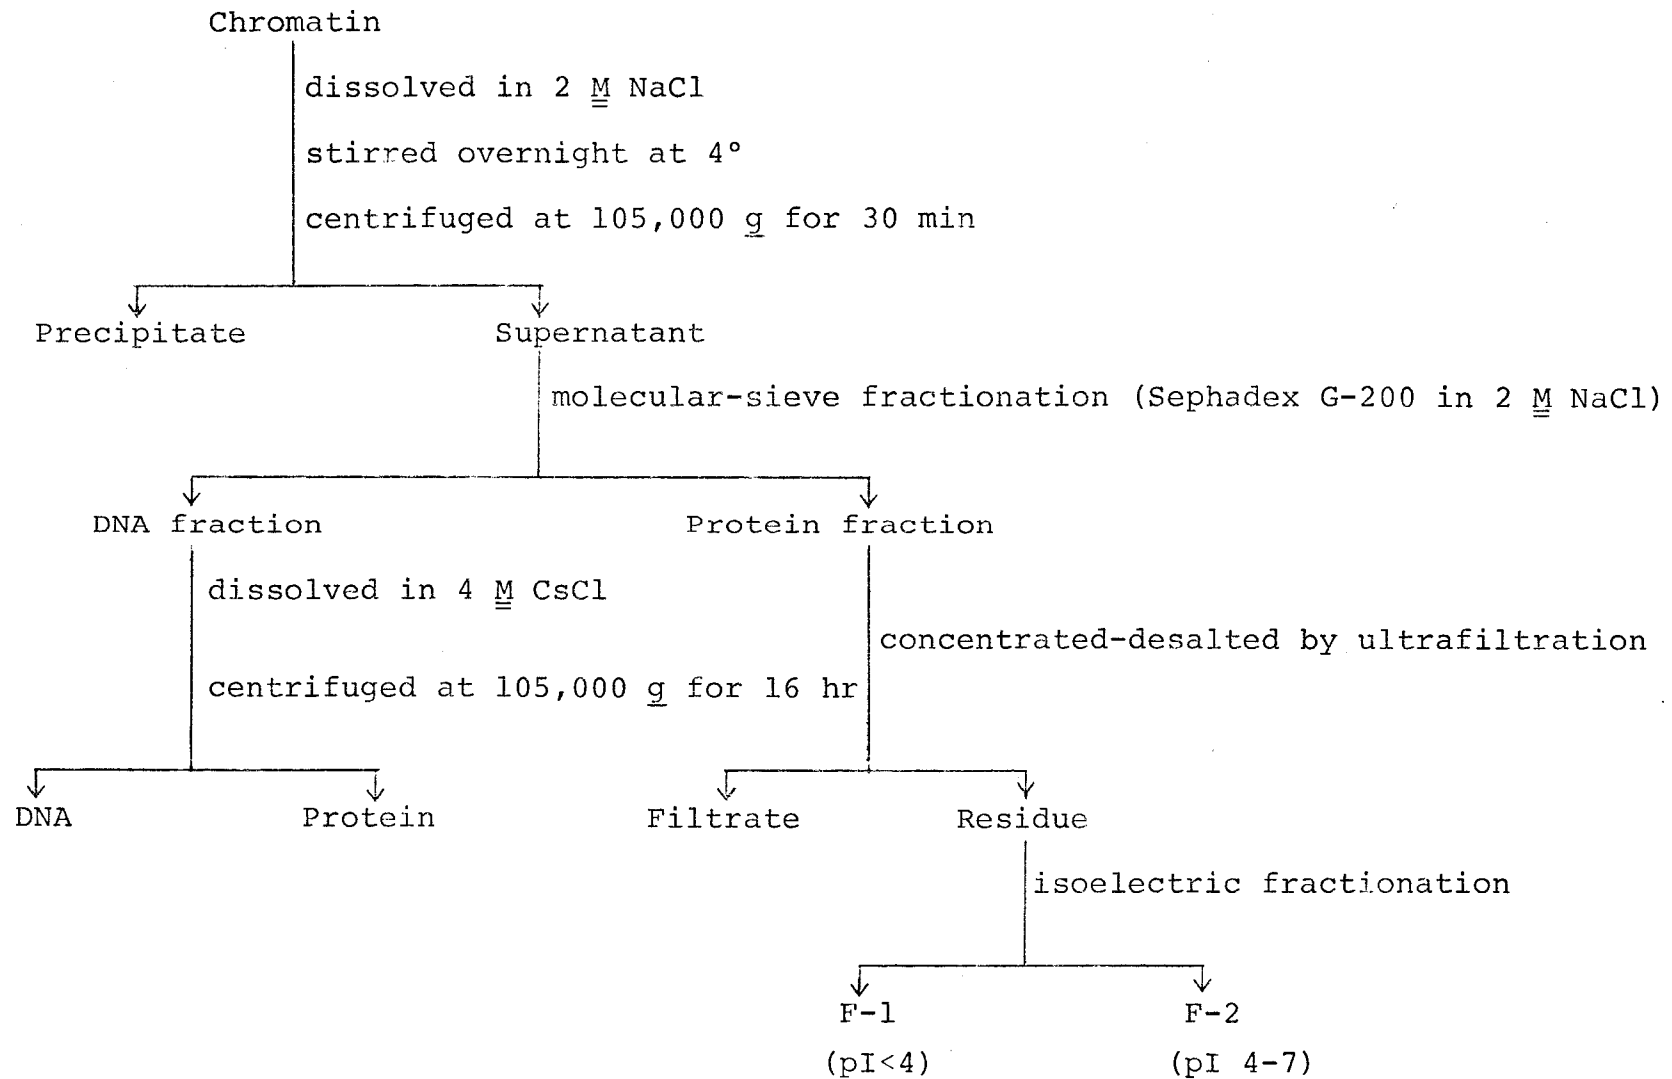 Chromatin
dissolved in 2 M NaCl
stirred overnight at 4°
centrifuged at 105,000 g for 30 min
Precipitate
Supernatant
molecular-sieve fractionation (Sephadex G-200 in 2 M NaCl)
DNA fraction
Protein fraction
dissolved in 4 M CsCl
concentrated-desalted by ultrafiltration
centrifuged at 105,000 g for 16 hr
DNA
Protein
Filtrate
Residue
isoelectric fractionation
F-1
F-2
(pI<4)
(pI 4-7)